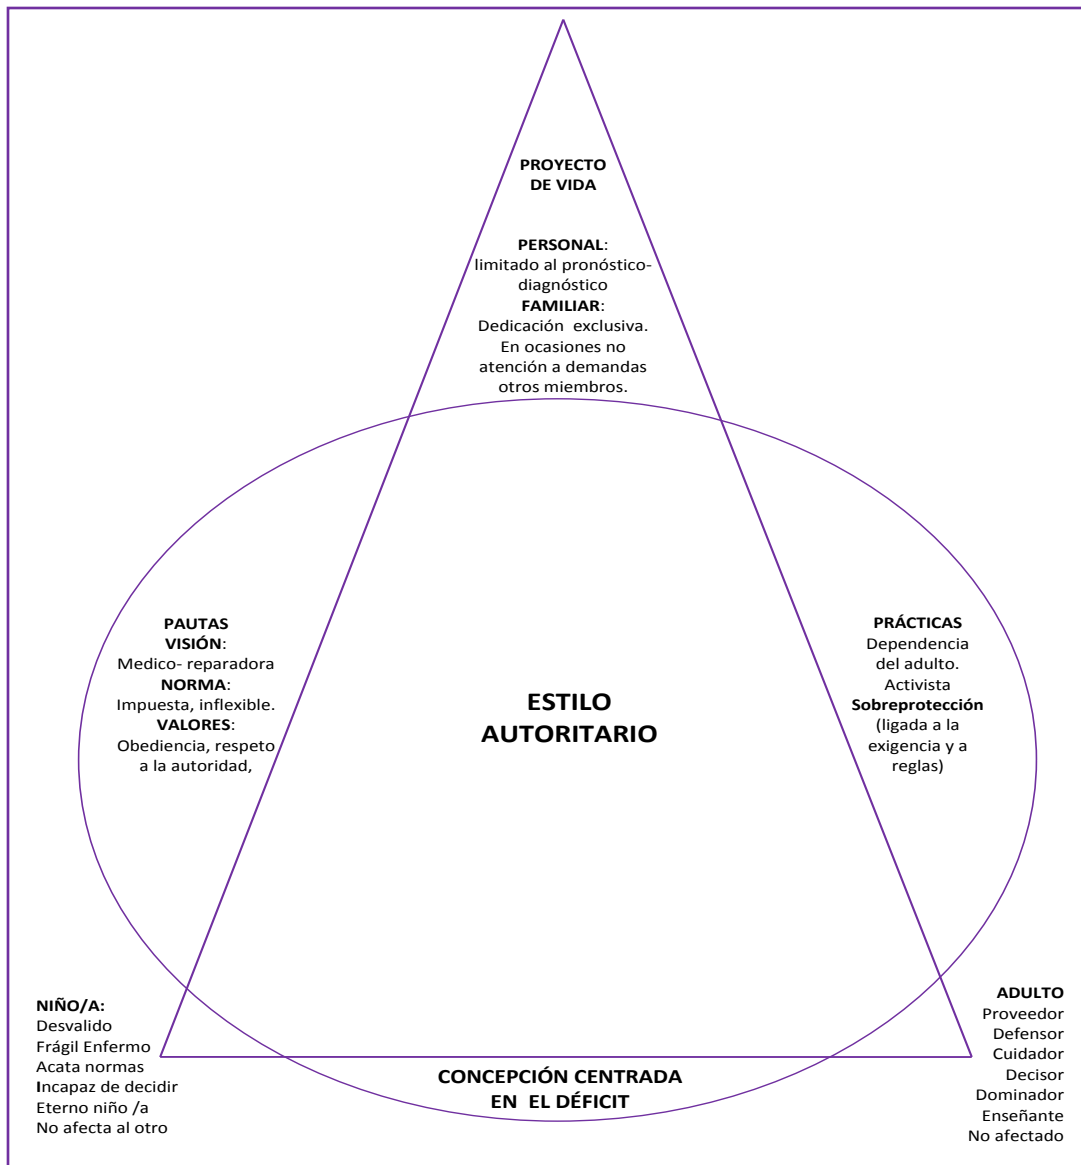 PROYECTO
DE VIDA
PERSONAL:
limitado al pronóstico-
diagnóstico
FAMILIAR:
Dedicación exclusiva.
En ocasiones no
atención a demandas
otros miembros.
PAUTAS
VISIÓN:
Medico- reparadora
NORMA:
Impuesta, inflexible.
VALORES:
Obediencia, respeto
a la autoridad,
ESTILO
AUTORITARIO
PRÁCTICAS
Dependencia
del adulto.
Activista
Sobreprotección
(ligada a la
exigencia y a
reglas)
NIÑO/A:
Desvalido
Frágil Enfermo
Acata normas
Incapaz de decidir
Eterno niño /a
No afecta al otro
CONCEPCIÓN CENTRADA
EN EL DÉFICIT
ADULTO
Proveedor
Defensor
Cuidador
Decisor
Dominador
Enseñante
No afectado